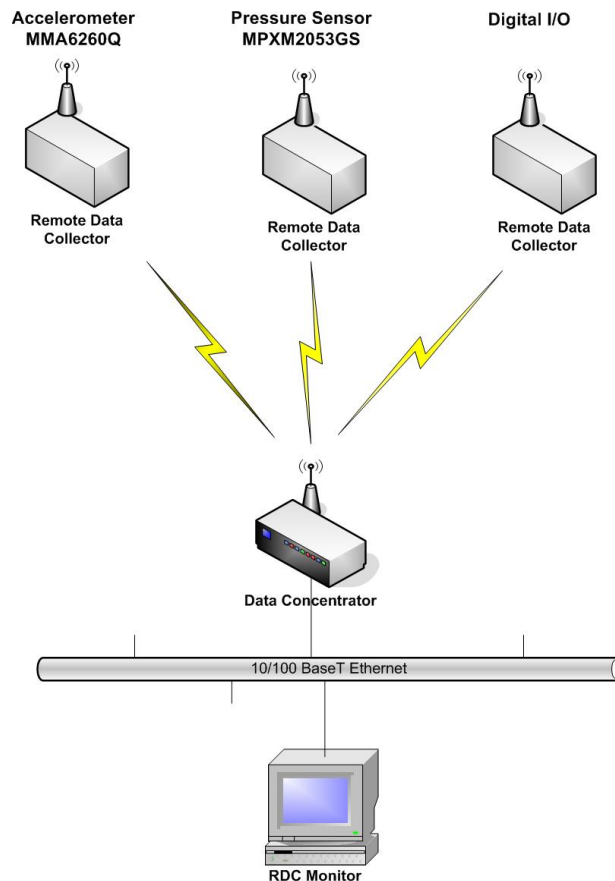 Accelerometer
MMA6260Q
Pressure Sensor
MPXM2053GS
Digital I/O
Remote Data
Collector
Remote Data
Collector
Remote Data
Collector
Data Concentrator
10/100 BaseT Ethernet
RDC Monitor